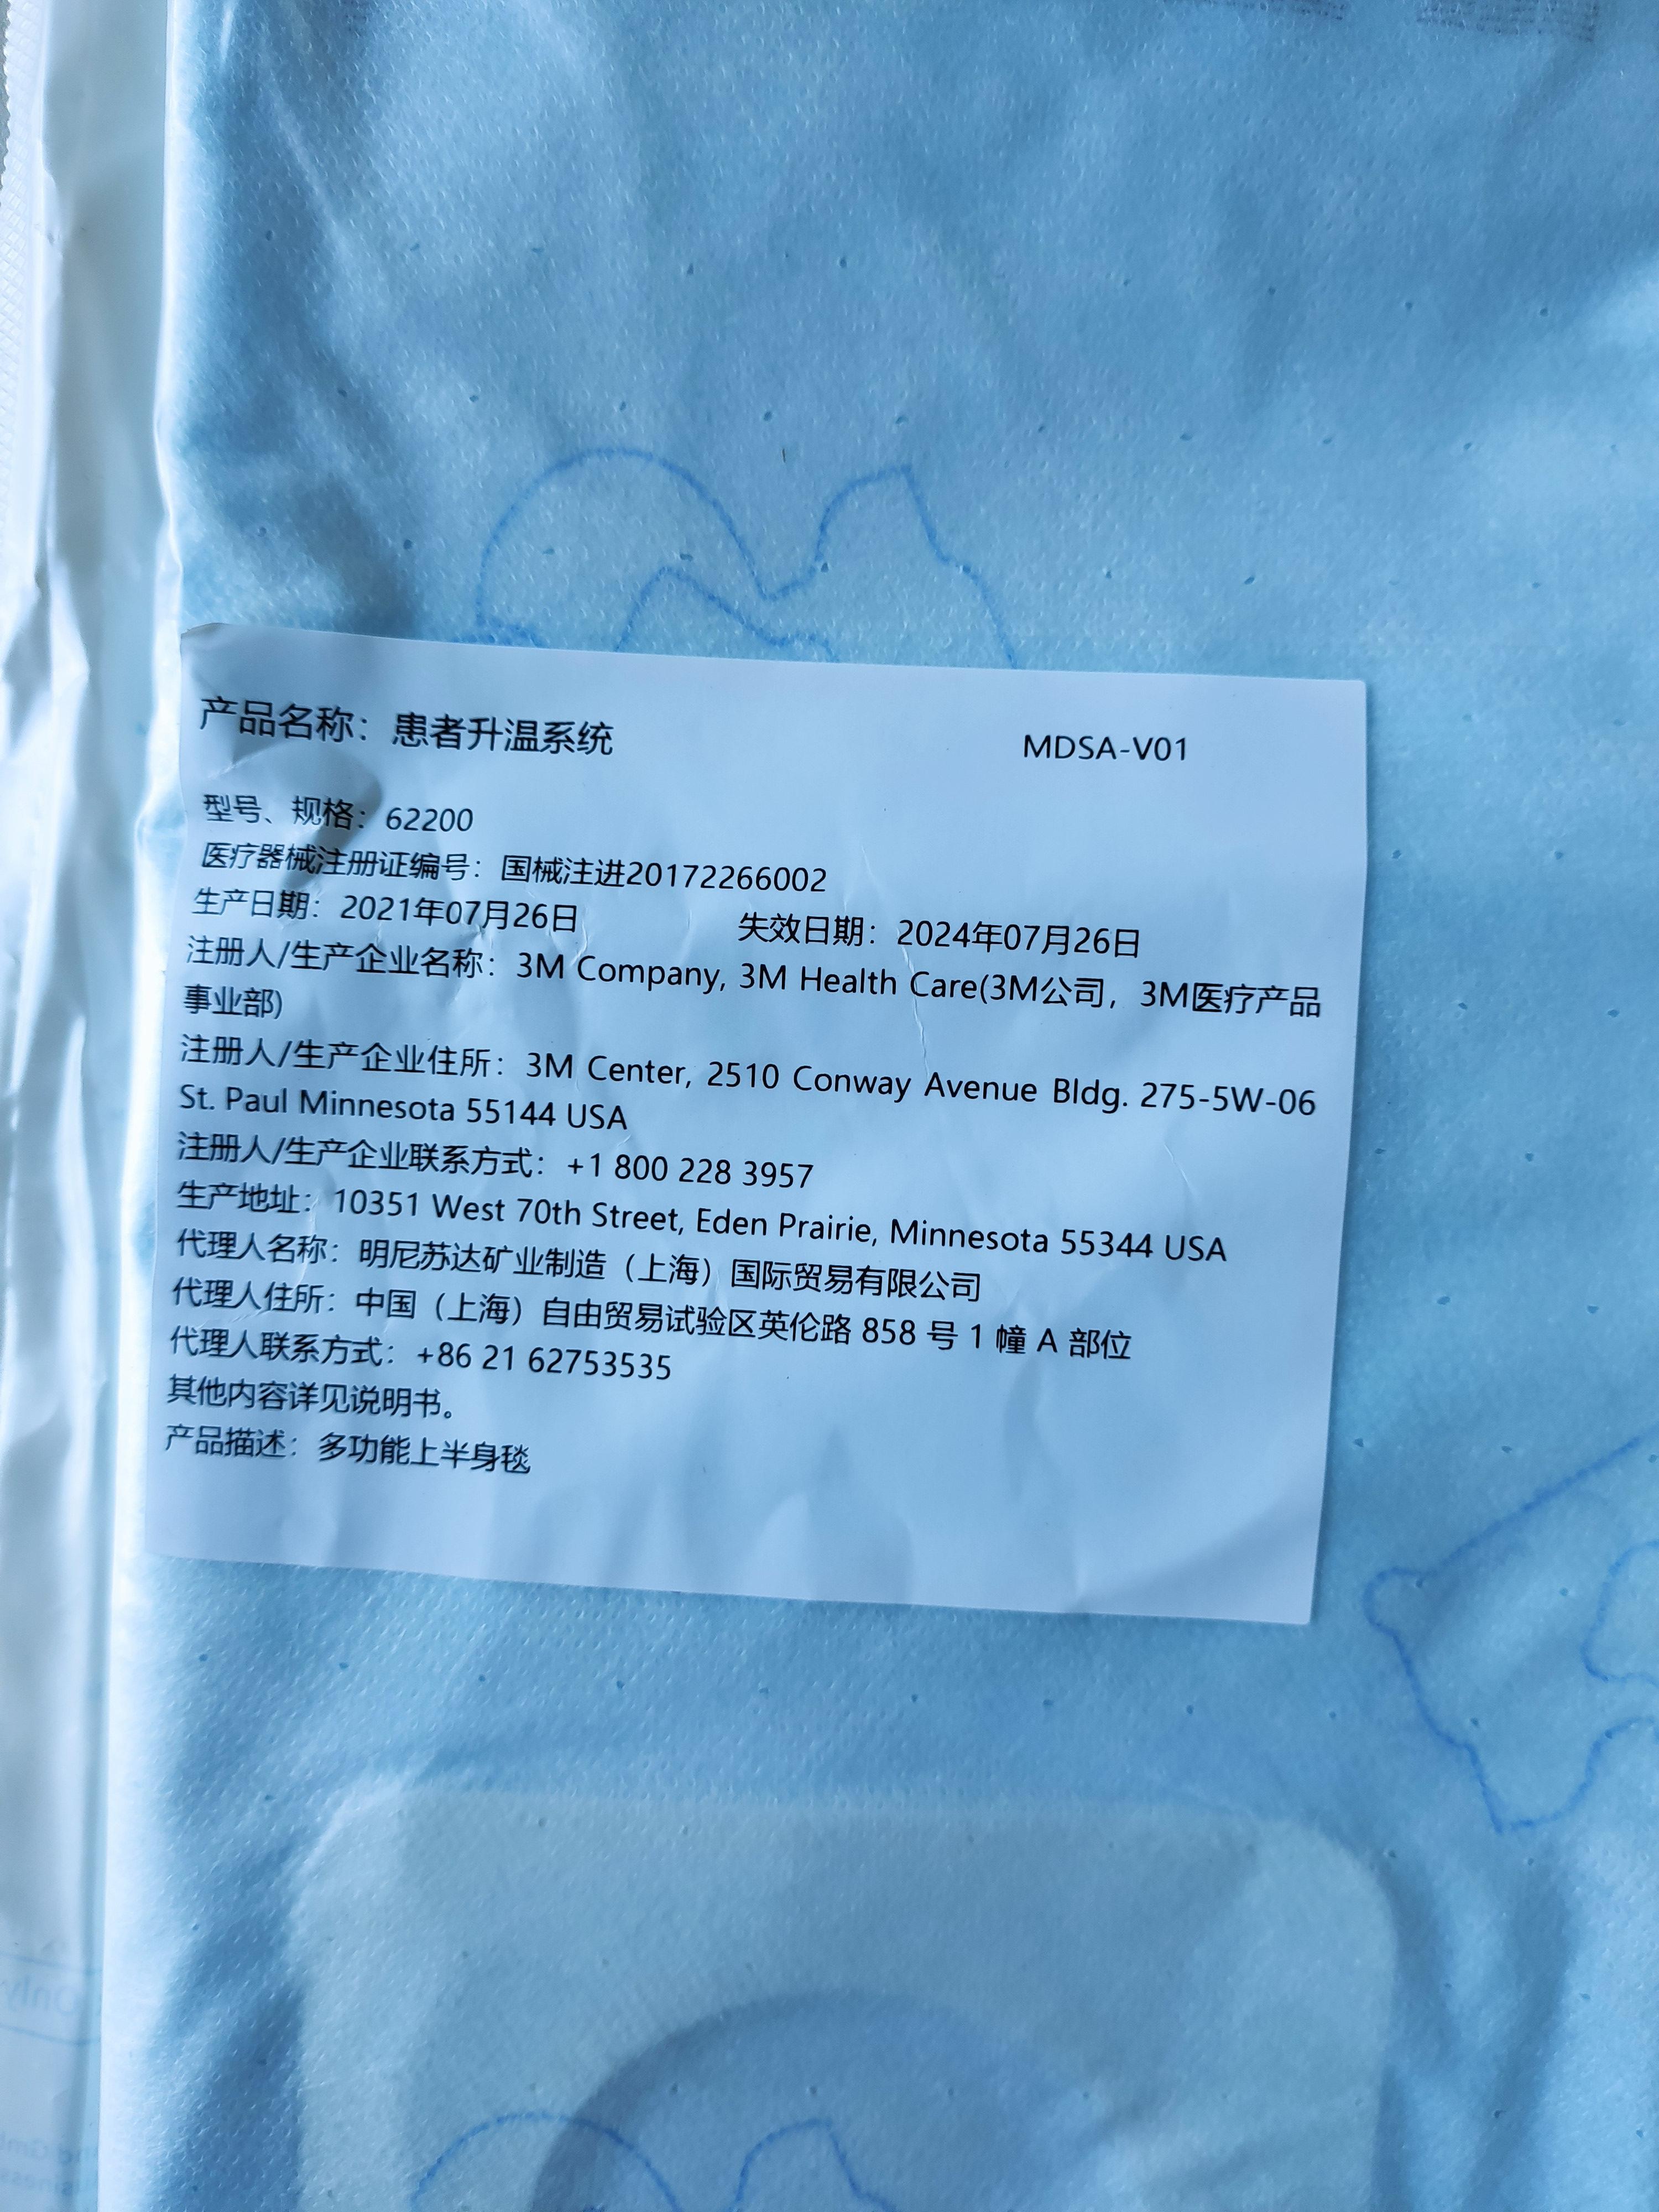 产品名称：患者升温系统 MDSA-V01
型号、规格：62200
医疗器械注册证编号：国械注进20172266002
生产日期：2021年07月26日 失效日期：2024年07月26日
注册人/生产企业名称：3M Company, 3M Health Care(3M公司，3M医疗产品
事业部)
注册人/生产企业住所：3M Center, 2510 Conway Avenue Bldg. 275-5W-06
St. Paul Minnesota 55144 USA
注册人/生产企业联系方式：+1 800 228 3957
生产地址：10351 West 70th Street, Eden Prairie, Minnesota 55344 USA
代理人名称：明尼苏达矿业制造（上海）国际贸易有限公司
代理人住所：中国（上海）自由贸易试验区英伦路 858 号 1 幢 A 部位
代理人联系方式：+86 21 62753535
其他内容详见说明书。
产品描述：多功能上半身毯